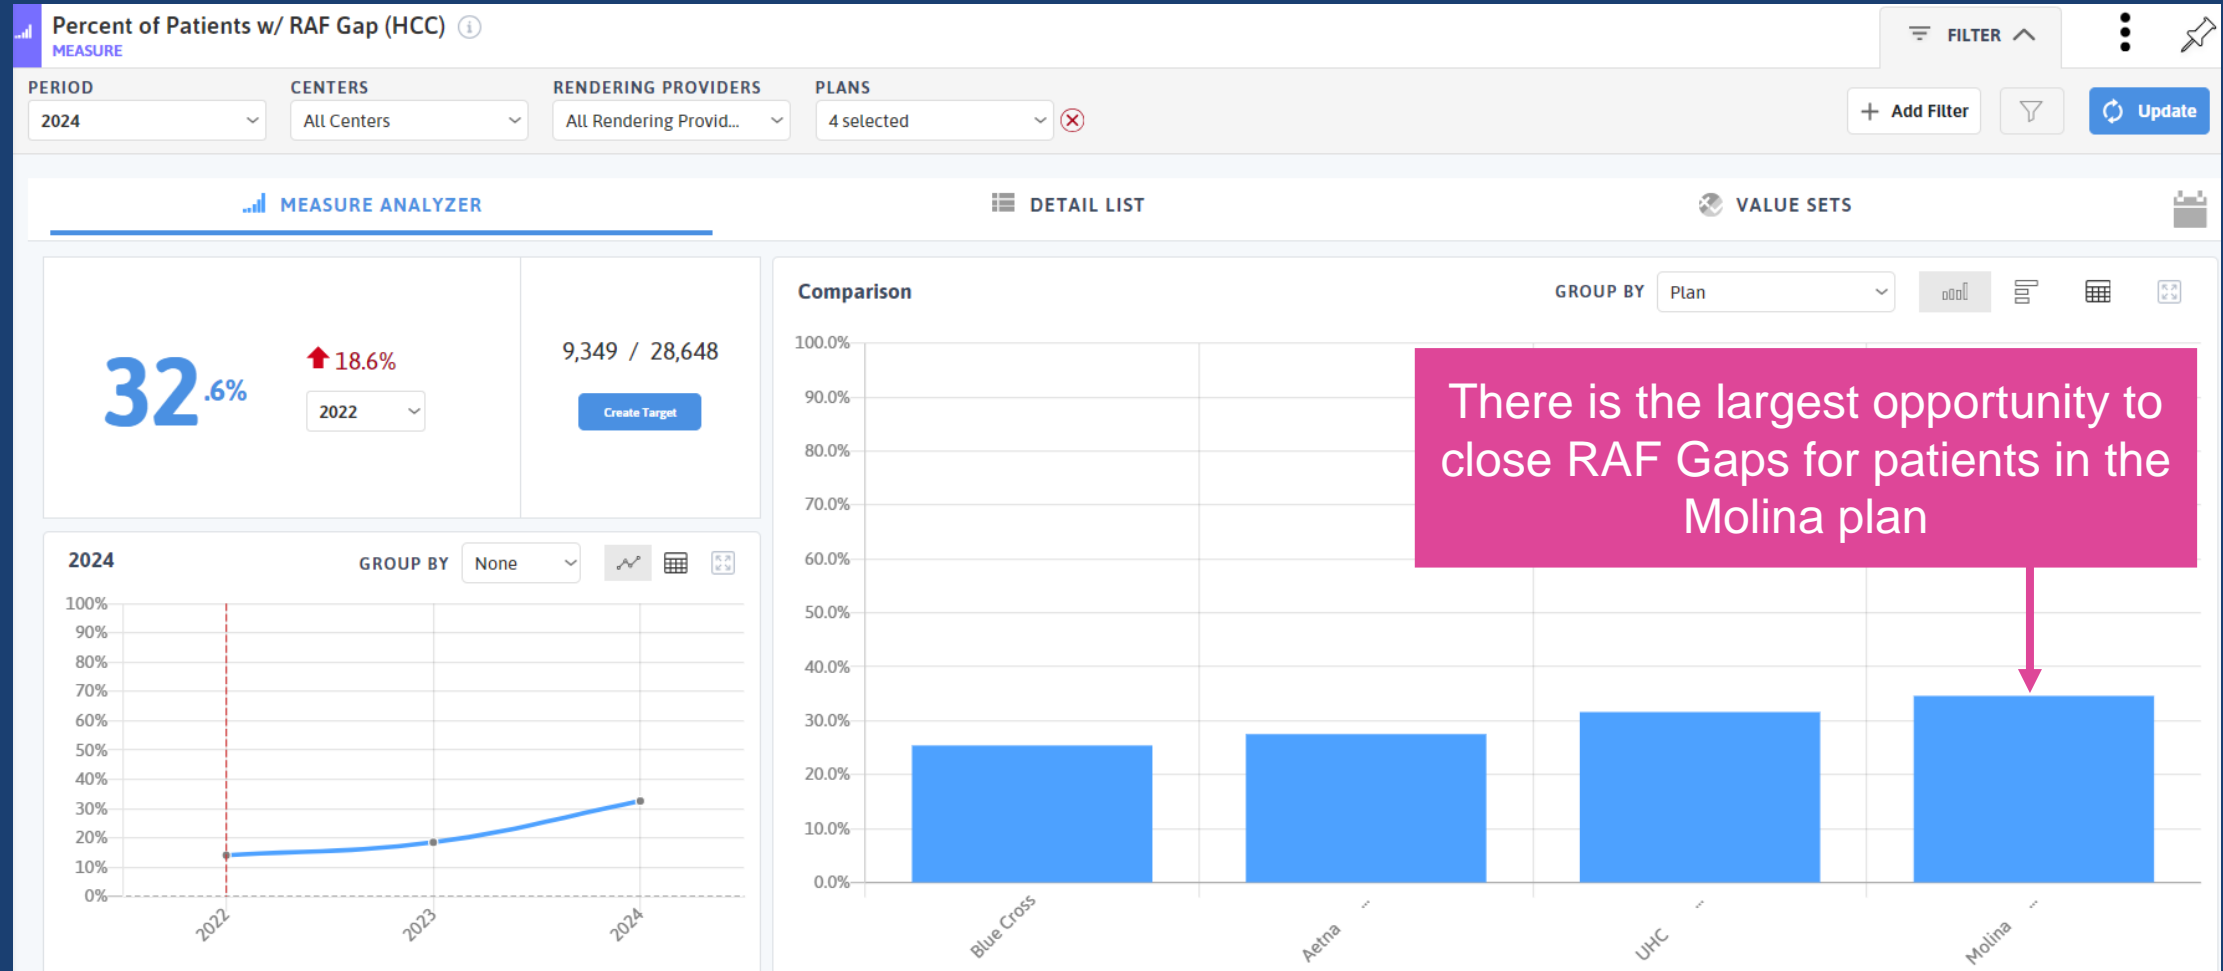 Percent of Patients w/ RAF Gap (HCC)
MEASURE
FILTER
PERIOD
CENTERS
RENDERING PROVIDERS
PLANS
2024
All Centers
All Rendering Provid...
4 selected
+ Add Filter
Update
MEASURE ANALYZER
DETAIL LIST
VALUE SETS
32.6%
18.6%
2022
9,349 / 28,648
Create Target
2024
GROUP BY
None
100%
90%
80%
70%
60%
50%
40%
30%
20%
10%
0%
2022
2023
2024
Comparison
GROUP BY
Plan
100.0%
90.0%
80.0%
70.0%
60.0%
50.0%
40.0%
30.0%
20.0%
10.0%
0.0%
There is the largest opportunity to
close RAF Gaps for patients in the
Molina plan
Blue Cross
Aetna ...
UHC ...
Molina ...